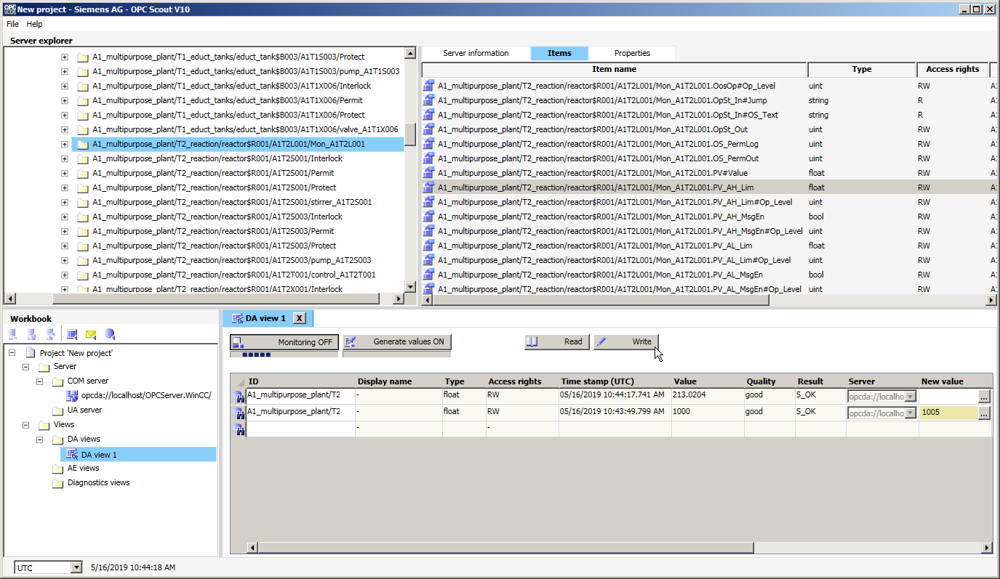 OPC SCOUT New project - Siemens AG - OPC Scout V10
File Help
Server explorer
A1_multipurpose_plant/T1_educt_tanks/educt_tank$B003/A1T1S003/Protect
A1_multipurpose_plant/T1_educt_tanks/educt_tank$B003/A1T1S003/pump_A1T1S003
A1_multipurpose_plant/T1_educt_tanks/educt_tank$B003/A1T1X006/Interlock
A1_multipurpose_plant/T1_educt_tanks/educt_tank$B003/A1T1X006/Permit
A1_multipurpose_plant/T1_educt_tanks/educt_tank$B003/A1T1X006/Protect
A1_multipurpose_plant/T1_educt_tanks/educt_tank$B003/A1T1X006/valve_A1T1X006
A1_multipurpose_plant/T2_reaction/reactor$R001/A1T2L001/Mon_A1T2L001
A1_multipurpose_plant/T2_reaction/reactor$R001/A1T2S001/Interlock
A1_multipurpose_plant/T2_reaction/reactor$R001/A1T2S001/Permit
A1_multipurpose_plant/T2_reaction/reactor$R001/A1T2S001/Protect
A1_multipurpose_plant/T2_reaction/reactor$R001/A1T2S001/stirrer_A1T2S001
A1_multipurpose_plant/T2_reaction/reactor$R001/A1T2S003/Interlock
A1_multipurpose_plant/T2_reaction/reactor$R001/A1T2S003/Permit
A1_multipurpose_plant/T2_reaction/reactor$R001/A1T2S003/Protect
A1_multipurpose_plant/T2_reaction/reactor$R001/A1T2S003/pump_A1T2S003
A1_multipurpose_plant/T2_reaction/reactor$R001/A1T2T001/control_A1T2T001
A1_multipurpose_plant/T2_reaction/reactor$R001/A1T2X001/Interlock
Server information Items Properties
Item name Type Access rights
A1_multipurpose_plant/T2_reaction/reactor$R001/A1T2L001/Mon_A1T2L001.OosOp#Op_Level uint RW A1
A1_multipurpose_plant/T2_reaction/reactor$R001/A1T2L001/Mon_A1T2L001.OpSt_In#Jump string R A1
A1_multipurpose_plant/T2_reaction/reactor$R001/A1T2L001/Mon_A1T2L001.OpSt_In#OS_Text string R A1
A1_multipurpose_plant/T2_reaction/reactor$R001/A1T2L001/Mon_A1T2L001.OpSt_Out uint RW A1
A1_multipurpose_plant/T2_reaction/reactor$R001/A1T2L001/Mon_A1T2L001.OS_PermLog uint RW A1
A1_multipurpose_plant/T2_reaction/reactor$R001/A1T2L001/Mon_A1T2L001.OS_PermOut uint RW A1
A1_multipurpose_plant/T2_reaction/reactor$R001/A1T2L001/Mon_A1T2L001.PV#Value float RW A1
A1_multipurpose_plant/T2_reaction/reactor$R001/A1T2L001/Mon_A1T2L001.PV_AH_Lim float RW A1
A1_multipurpose_plant/T2_reaction/reactor$R001/A1T2L001/Mon_A1T2L001.PV_AH_Lim#Op_Level uint RW A1
A1_multipurpose_plant/T2_reaction/reactor$R001/A1T2L001/Mon_A1T2L001.PV_AH_MsgEn bool RW A1
A1_multipurpose_plant/T2_reaction/reactor$R001/A1T2L001/Mon_A1T2L001.PV_AH_MsgEn#Op_Level uint RW A1
A1_multipurpose_plant/T2_reaction/reactor$R001/A1T2L001/Mon_A1T2L001.PV_AL_Lim float RW A1
A1_multipurpose_plant/T2_reaction/reactor$R001/A1T2L001/Mon_A1T2L001.PV_AL_Lim#Op_Level uint RW A1
A1_multipurpose_plant/T2_reaction/reactor$R001/A1T2L001/Mon_A1T2L001.PV_AL_MsgEn bool RW A1
A1_multipurpose_plant/T2_reaction/reactor$R001/A1T2L001/Mon_A1T2L001.PV_AL_MsgEn#Op_Level uint RW A1
Workbook
Project 'New project'
Server
COM server
opcda://localhost/OPCServer.WinCC/
UA server
Views
DA views
DA view 1
AE views
Diagnostics views
DA view 1 X
Monitoring OFF Generate values ON Read Write
ID Display name Type Access rights Time stamp (UTC) Value Quality Result Server New value
A1_multipurpose_plant/T2 - float RW 05/16/2019 10:44:17.741 AM 213.0204 good S_OK opcda://localho ...
A1_multipurpose_plant/T2 - float RW 05/16/2019 10:43:49.799 AM 1000 good S_OK opcda://localho 1005 ...
- -
UTC 5/16/2019 10:44:18 AM